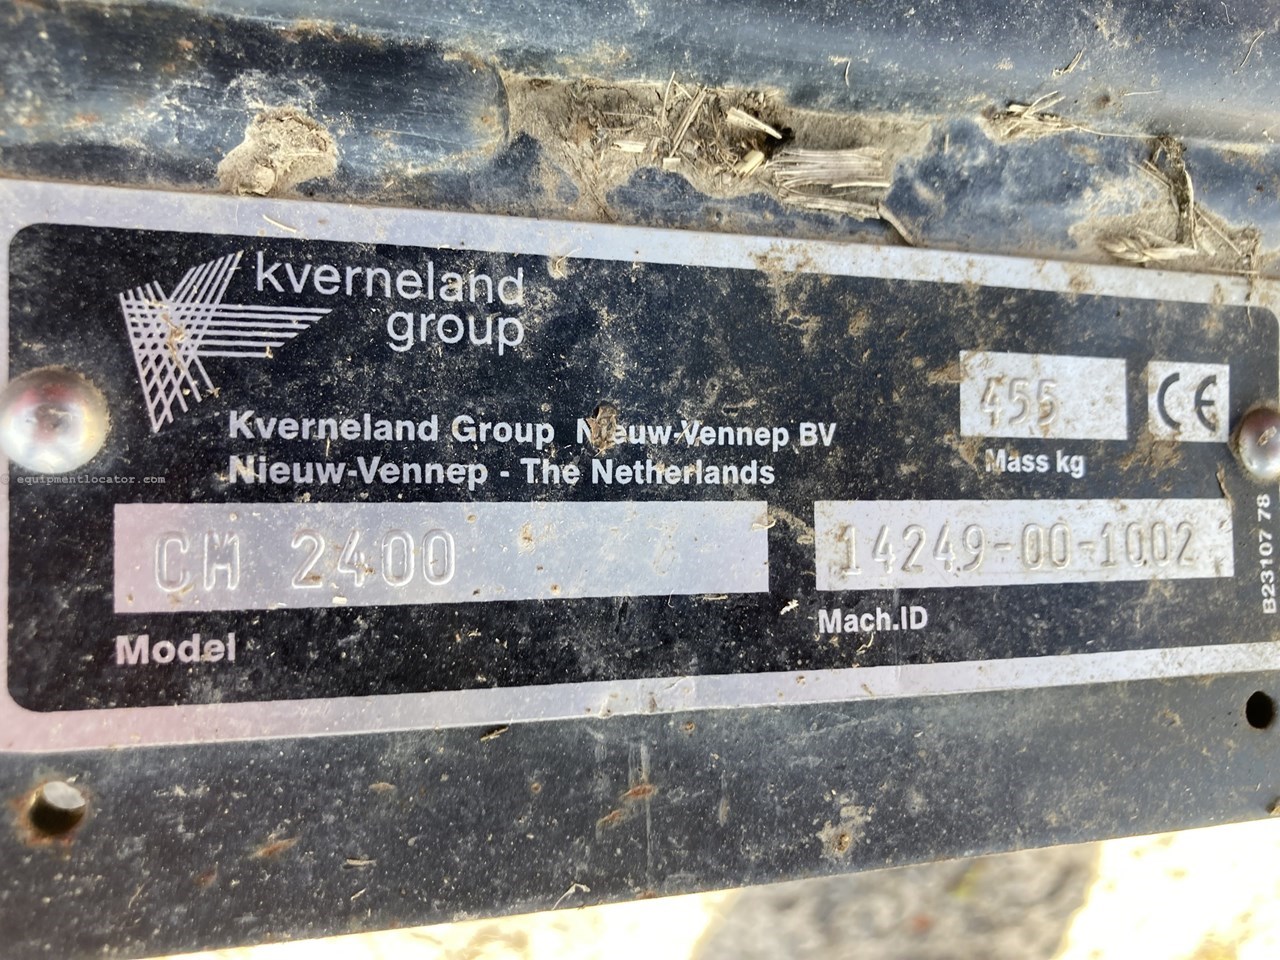 kverneland
group
Kverneland Group Nieuw-Vennep BV
Nieuw-Vennep - The Netherlands
455
CE
Mass kg
CM 2400
14249-00-1002
Model
Mach.ID
B23107 78
© equipmentlocator.com